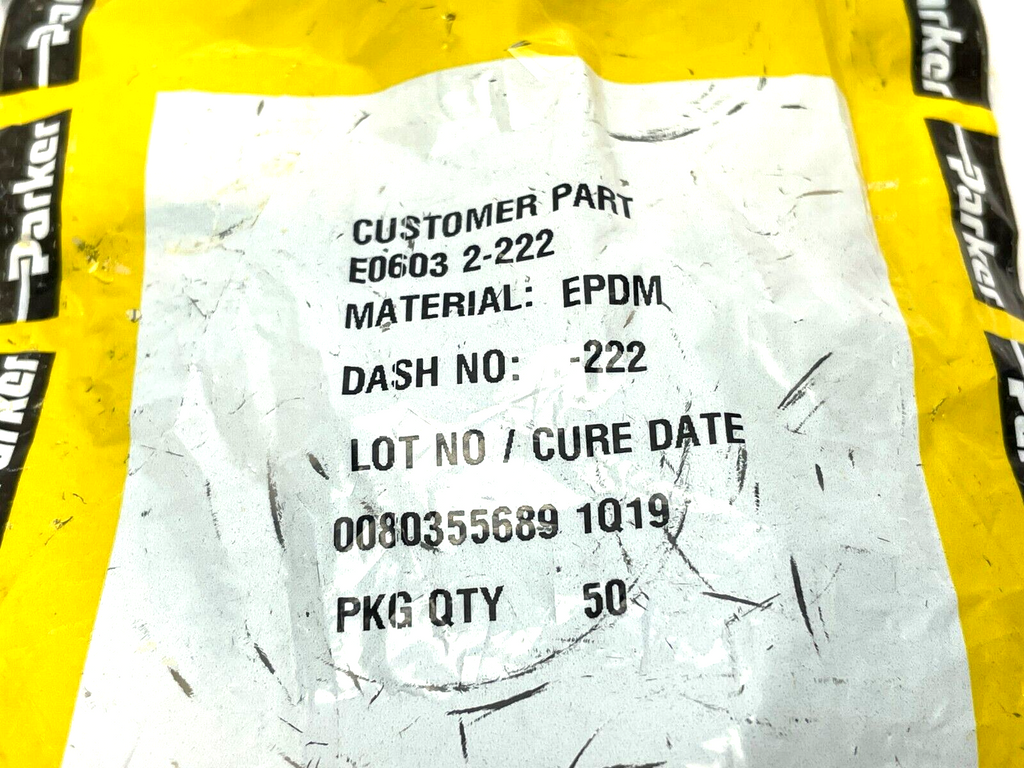 Parker
Parker
Parker
Parker
CUSTOMER PART
E0603 2-222
MATERIAL: EPDM
DASH NO: -222
LOT NO / CURE DATE
0080355689 1Q19
PKG QTY 50